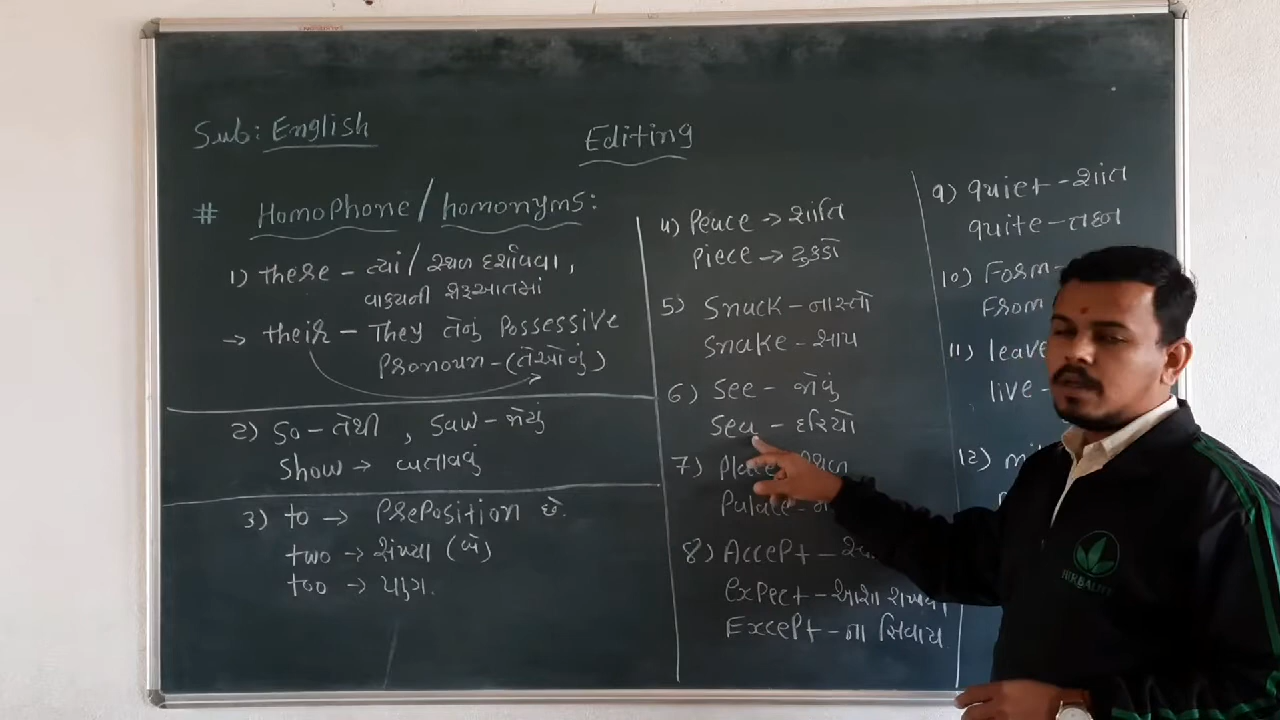 Sub: English
Editing
# Homophone / homonyms:
1) there - ત્યાં / સ્થળ દર્શાવવા,
વાક્યની શરૂઆતમાં
→ their - They તેનું Possessive
Pronoun - (તેઓનું)
2) So - તેથી , Saw - જોયું
Show → બતાવવું
3) to → Preposition છે.
two → સંખ્યા (બે)
too → પણ.
4) Peace → શાંતિ
Piece → ટુકડો
5) Snack - નાસ્તો
Snake - સાપ
6) See - જોવું
Sea - દરિયો
7) Place - સ્થળ
Palace -
8) Accept -
expect - આશા રાખવી
Except - ના સિવાય
9) quiet - શાંત
quite - તદ્દન
10) Form -
From
11) leave
live -
12)
HERBALIFE